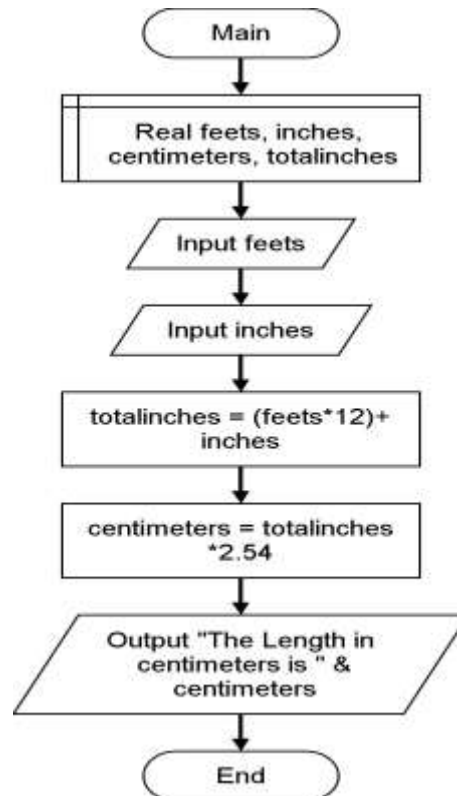 Main
Real feets, inches,
centimeters, totalinches
Input feets
Input inches
totalinches = (feets*12)+
inches
centimeters = totalinches
*2.54
Output "The Length in
centimeters is " &
centimeters
End